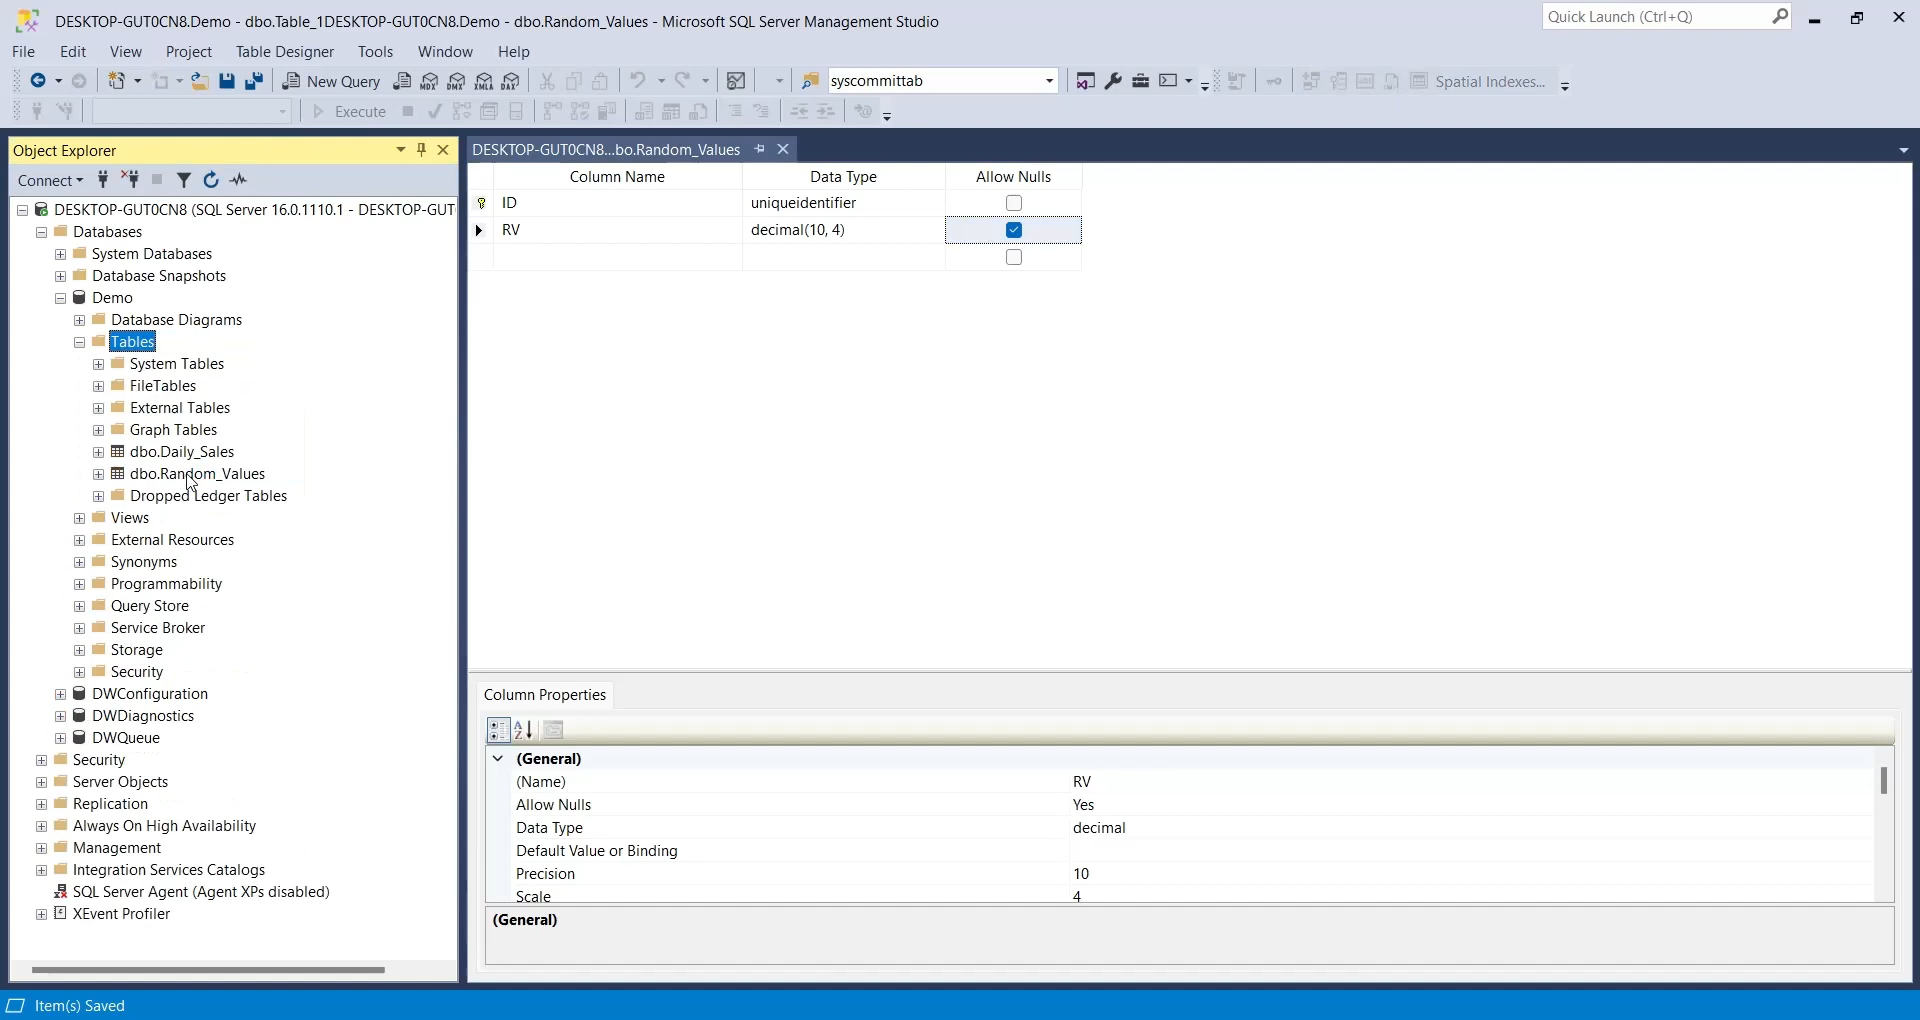 DESKTOP-GUT0CN8.Demo - dbo.Table_1DESKTOP-GUT0CN8.Demo - dbo.Random_Values - Microsoft SQL Server Management Studio
Quick Launch (Ctrl+Q)
File Edit View Project Table Designer Tools Window Help
New Query MDX DMX XMLA DAX syscommittab Spatial Indexes...
Execute
Object Explorer
DESKTOP-GUT0CN8...bo.Random_Values
Connect
Column Name Data Type Allow Nulls
ID uniqueidentifier
RV decimal(10, 4)
DESKTOP-GUT0CN8 (SQL Server 16.0.1110.1 - DESKTOP-GUT
Databases
System Databases
Database Snapshots
Demo
Database Diagrams
Tables
System Tables
FileTables
External Tables
Graph Tables
dbo.Daily_Sales
dbo.Random_Values
Dropped Ledger Tables
Views
External Resources
Synonyms
Programmability
Query Store
Service Broker
Storage
Security
DWConfiguration
DWDiagnostics
DWQueue
Security
Server Objects
Replication
Always On High Availability
Management
Integration Services Catalogs
SQL Server Agent (Agent XPs disabled)
XEvent Profiler
Column Properties
(General)
(Name) RV
Allow Nulls Yes
Data Type decimal
Default Value or Binding
Precision 10
Scale 4
(General)
Item(s) Saved